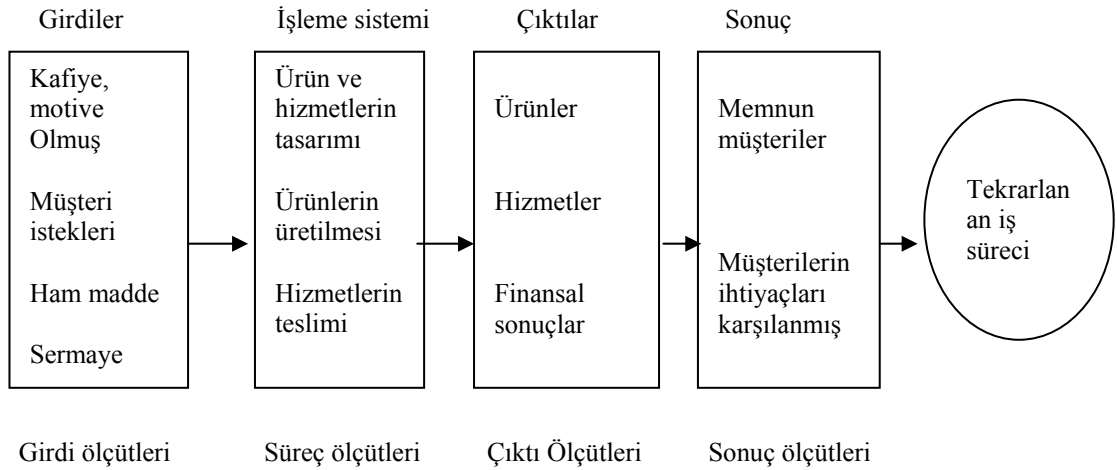 Girdiler
İşleme sistemi
Çıktılar
Sonuç
Kafiye,
motive
Olmuş
Müşteri
istekleri
Ham madde
Sermaye
Ürün ve
hizmetlerin
tasarımı
Ürünlerin
üretilmesi
Hizmetlerin
teslimi
Ürünler
Hizmetler
Finansal
sonuçlar
Memnun
müşteriler
Müşterilerin
ihtiyaçları
karşılanmış
Tekrarlan
an iş
süreci
Girdi ölçütleri
Süreç ölçütleri
Çıktı Ölçütleri
Sonuç ölçütleri